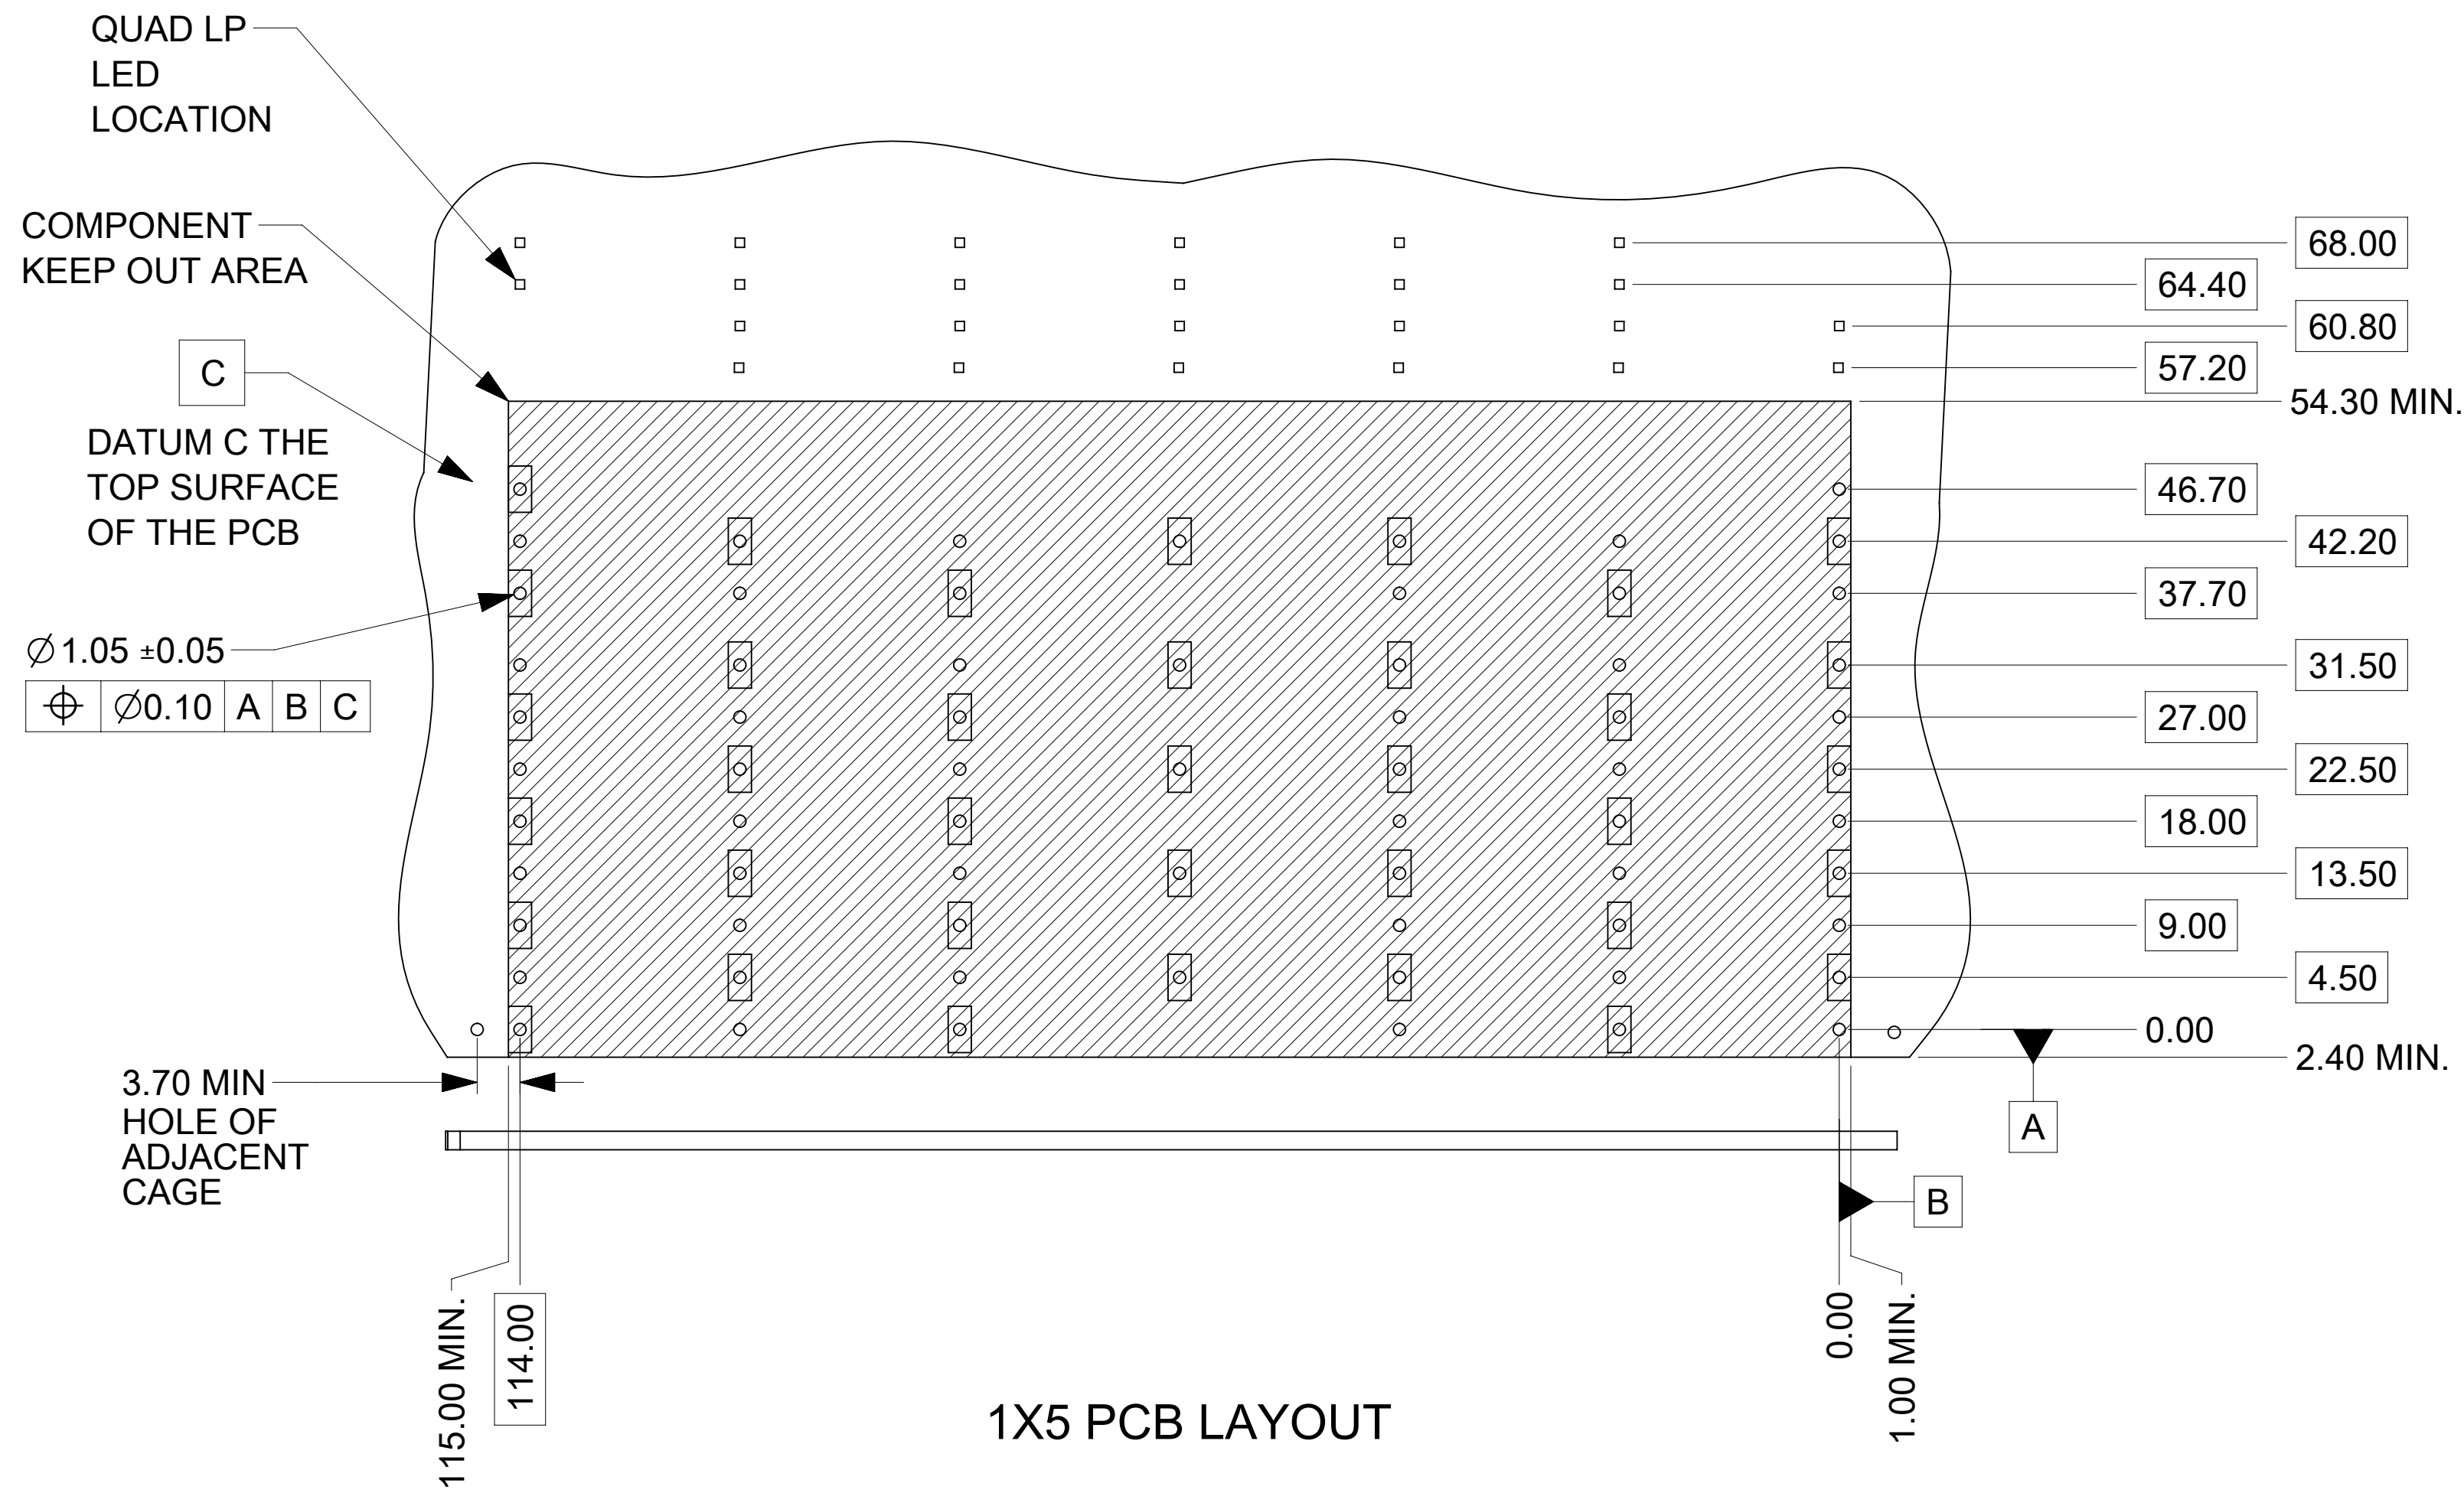 QUAD LP
LED
LOCATION
COMPONENT
KEEP OUT AREA
C
DATUM C THE
TOP SURFACE
OF THE PCB
∅1.05 ±0.05
⌖ ∅0.10 A B C
3.70 MIN
HOLE OF
ADJACENT
CAGE
68.00
64.40
60.80
57.20
54.30 MIN.
46.70
42.20
37.70
31.50
27.00
22.50
18.00
13.50
9.00
4.50
0.00
2.40 MIN.
A
B
115.00 MIN.
114.00
0.00
1.00 MIN.
1X5 PCB LAYOUT